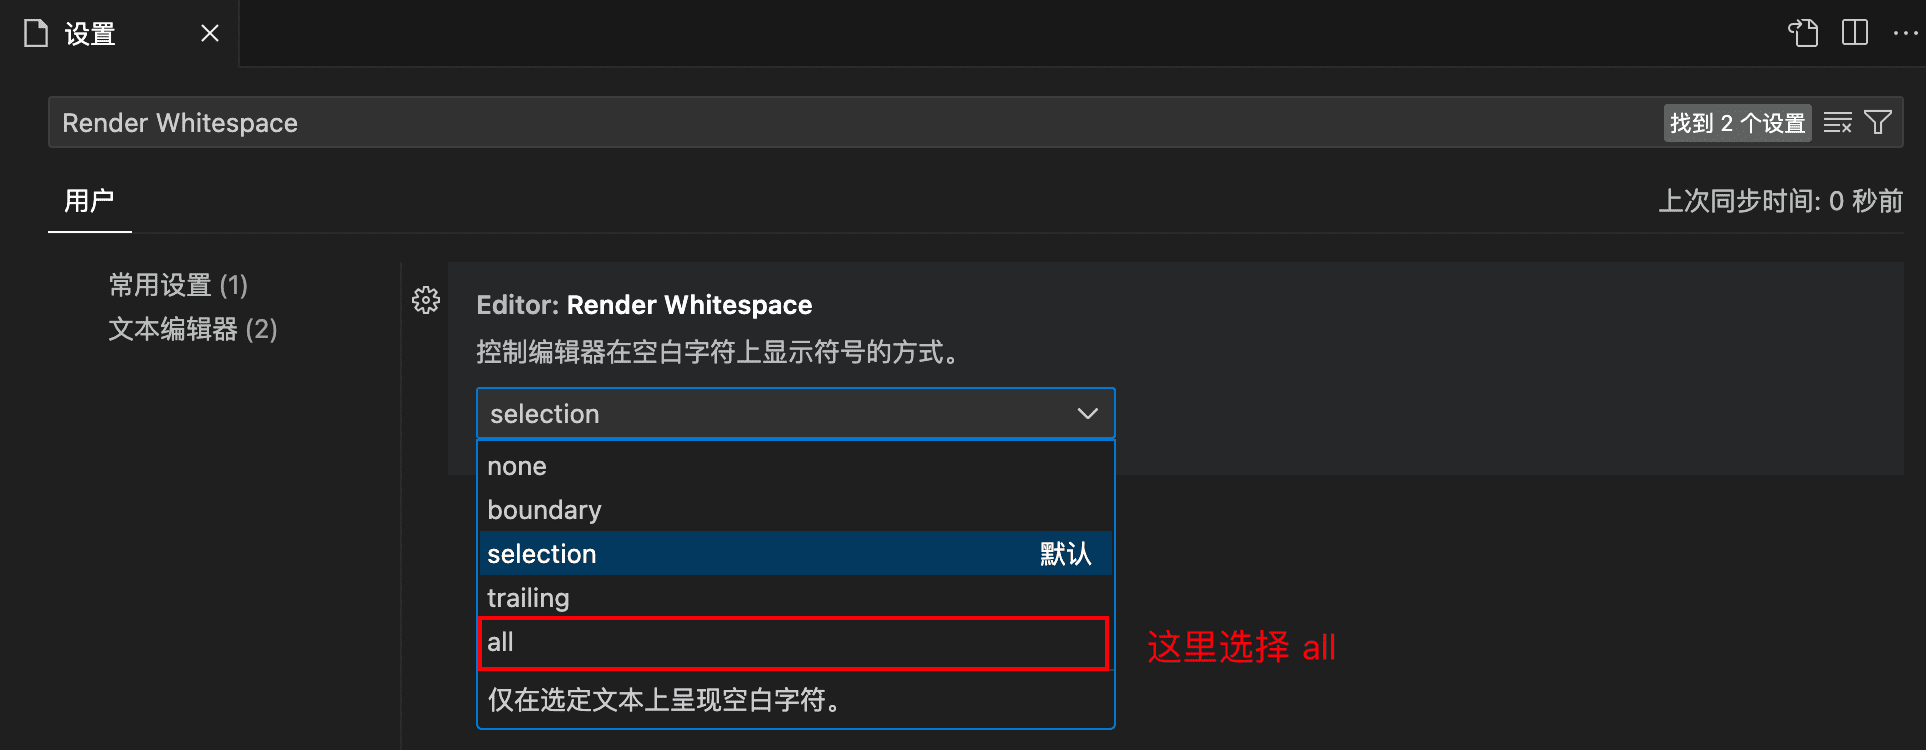 设置
Render Whitespace
找到 2 个设置
用户
上次同步时间: 0 秒前
常用设置 (1)
文本编辑器 (2)
Editor: Render Whitespace
控制编辑器在空白字符上显示符号的方式。
selection
none
boundary
selection 默认
trailing
all
这里选择 all
仅在选定文本上呈现空白字符。